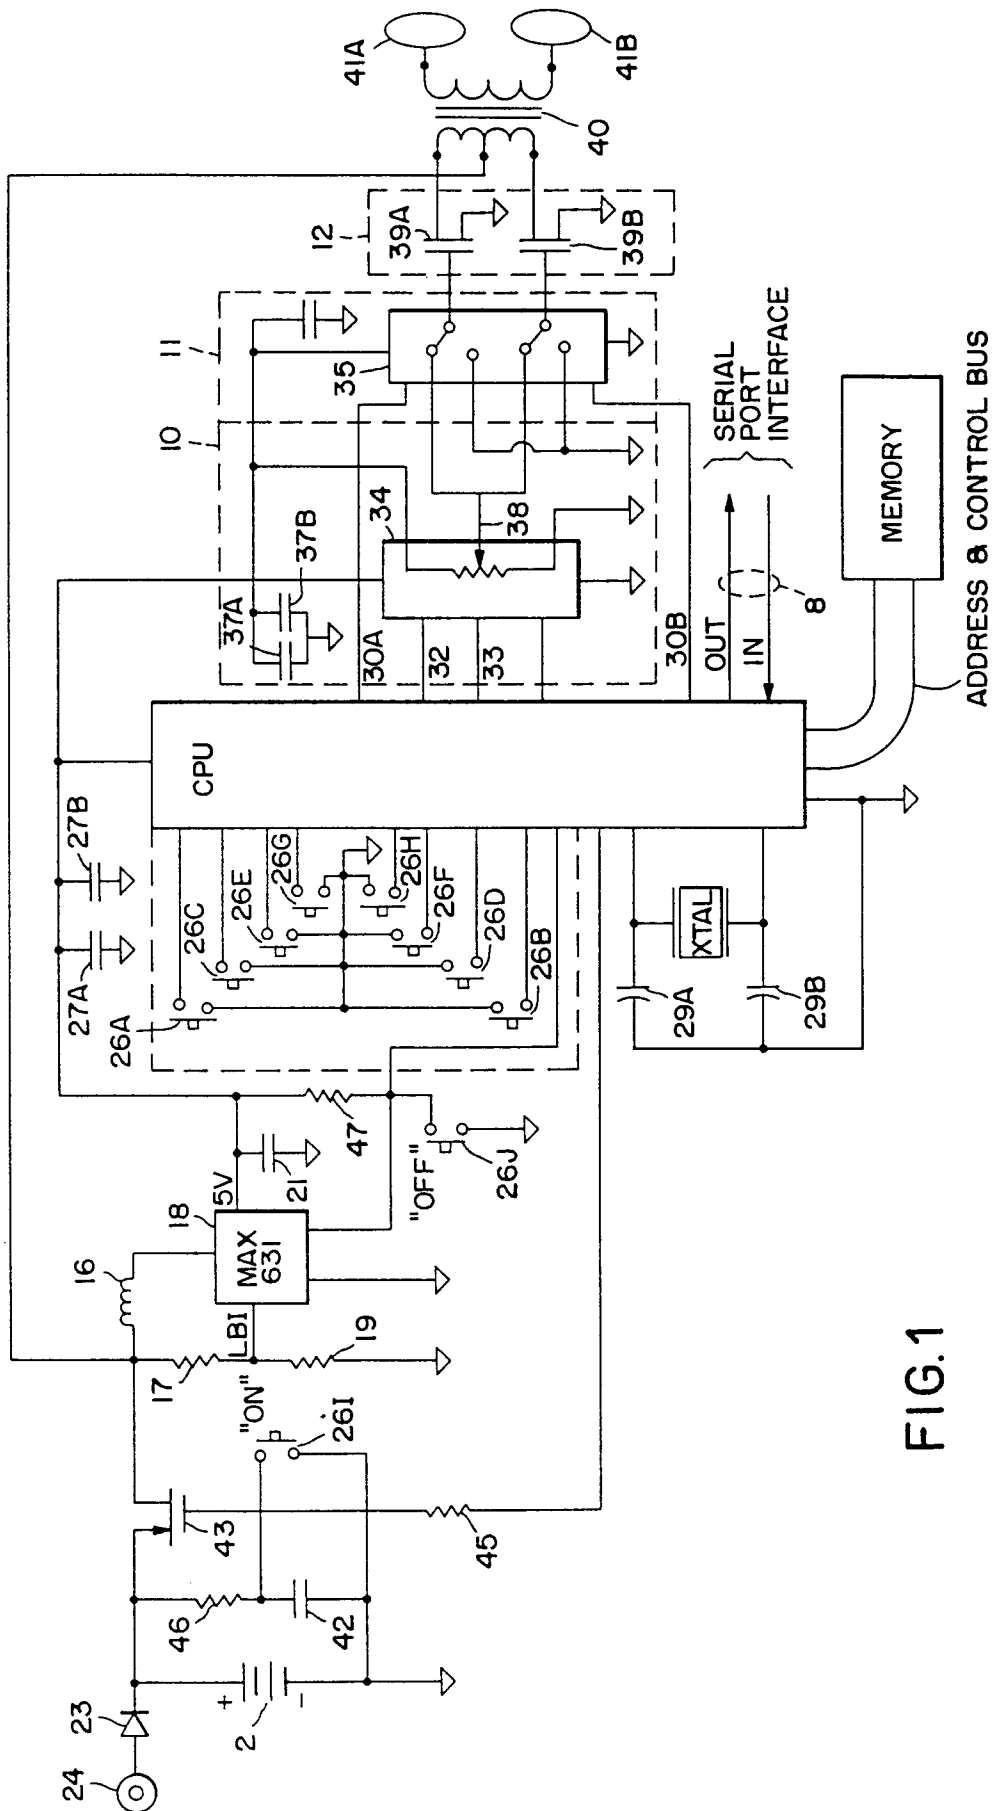 24
23
+
2
−
46
42
43
45
"ON"
26I
17
LBI
19
16
18
MAX
631
5V
21
47
"OFF"
26J
27A
27B
26A
26C
26E
26G
26H
26F
26D
26B
CPU
XTAL
29A
29B
37A
37B
30A
32
33
30B
34
38
10
11
35
12
39A
39B
40
41A
41B
OUT
IN
8
SERIAL
PORT
INTERFACE
MEMORY
ADDRESS & CONTROL BUS
FIG. 1